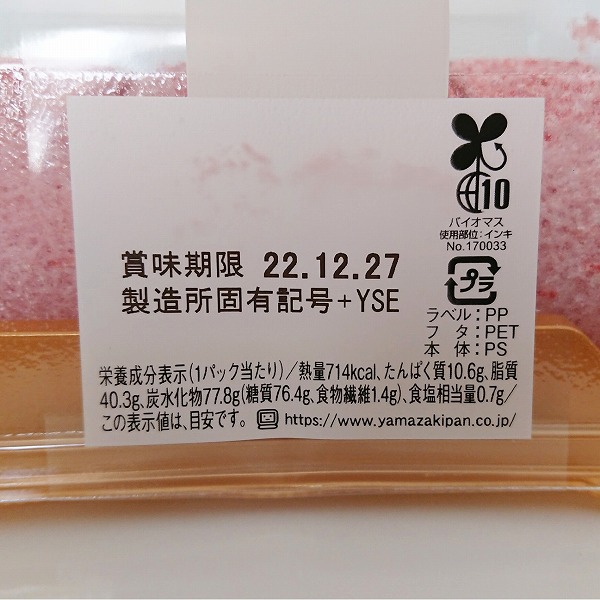 10
バイオマス
使用部位:インキ
No.170033
賞味期限 22.12.27
製造所固有記号+YSE
プラ
ラベル:PP
フタ:PET
本体:PS
栄養成分表示(1パック当たり)/熱量714kcal、たんぱく質10.6g、脂質
40.3g、炭水化物77.8g(糖質76.4g、食物繊維1.4g)、食塩相当量0.7g/
この表示値は、目安です。 https://www.yamazakipan.co.jp/